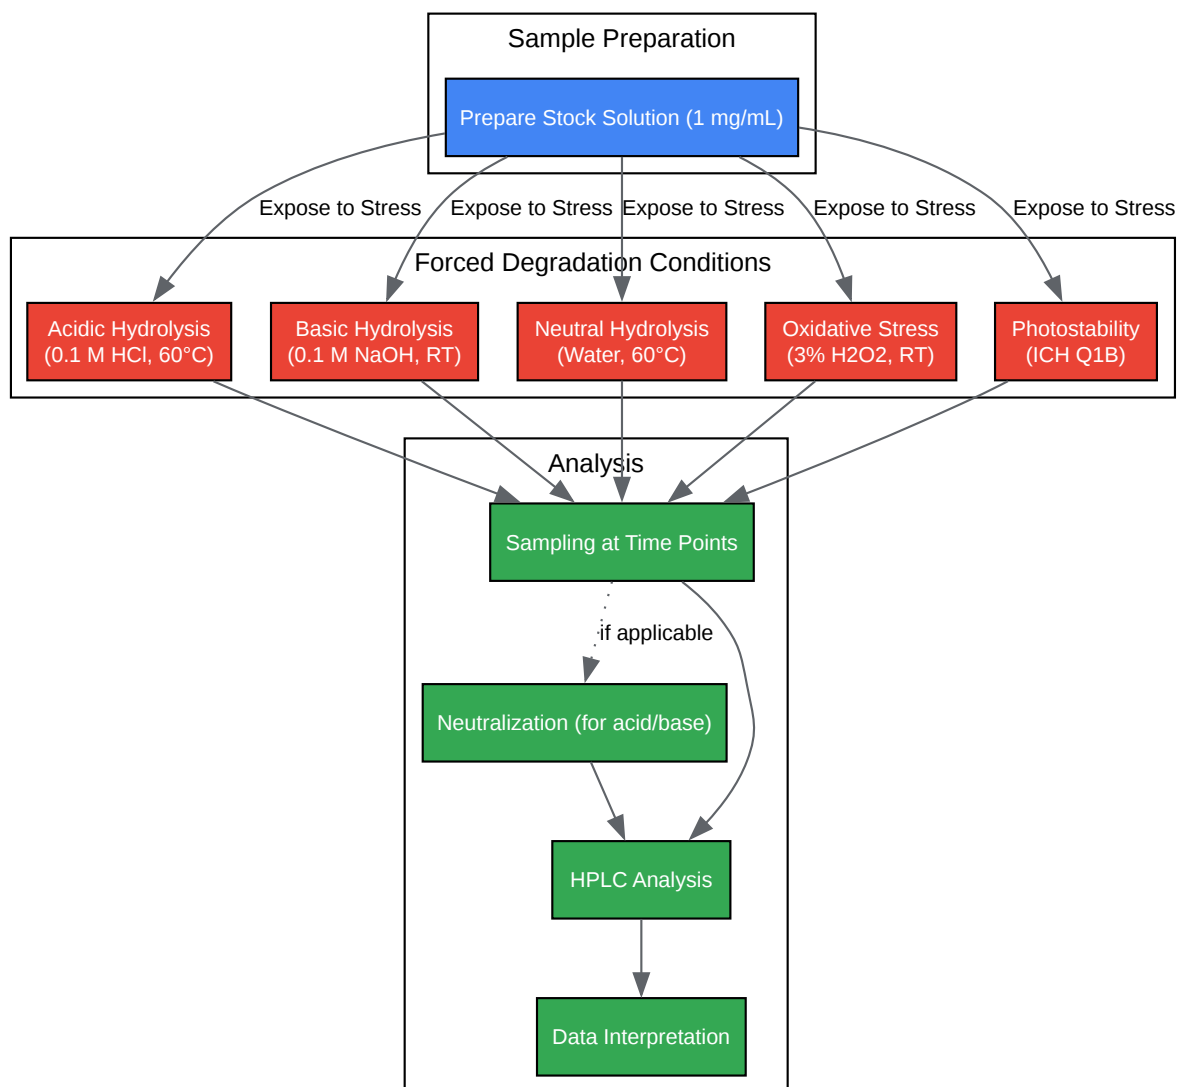 Sample Preparation
Prepare Stock Solution (1 mg/mL)
Expose to Stress
Expose to Stress
Expose to Stress
Expose to Stress
Expose to Stress
Forced Degradation Conditions
Acidic Hydrolysis
(0.1 M HCl, 60°C)
Basic Hydrolysis
(0.1 M NaOH, RT)
Neutral Hydrolysis
(Water, 60°C)
Oxidative Stress
(3% H2O2, RT)
Photostability
(ICH Q1B)
Analysis
Sampling at Time Points
if applicable
Neutralization (for acid/base)
HPLC Analysis
Data Interpretation